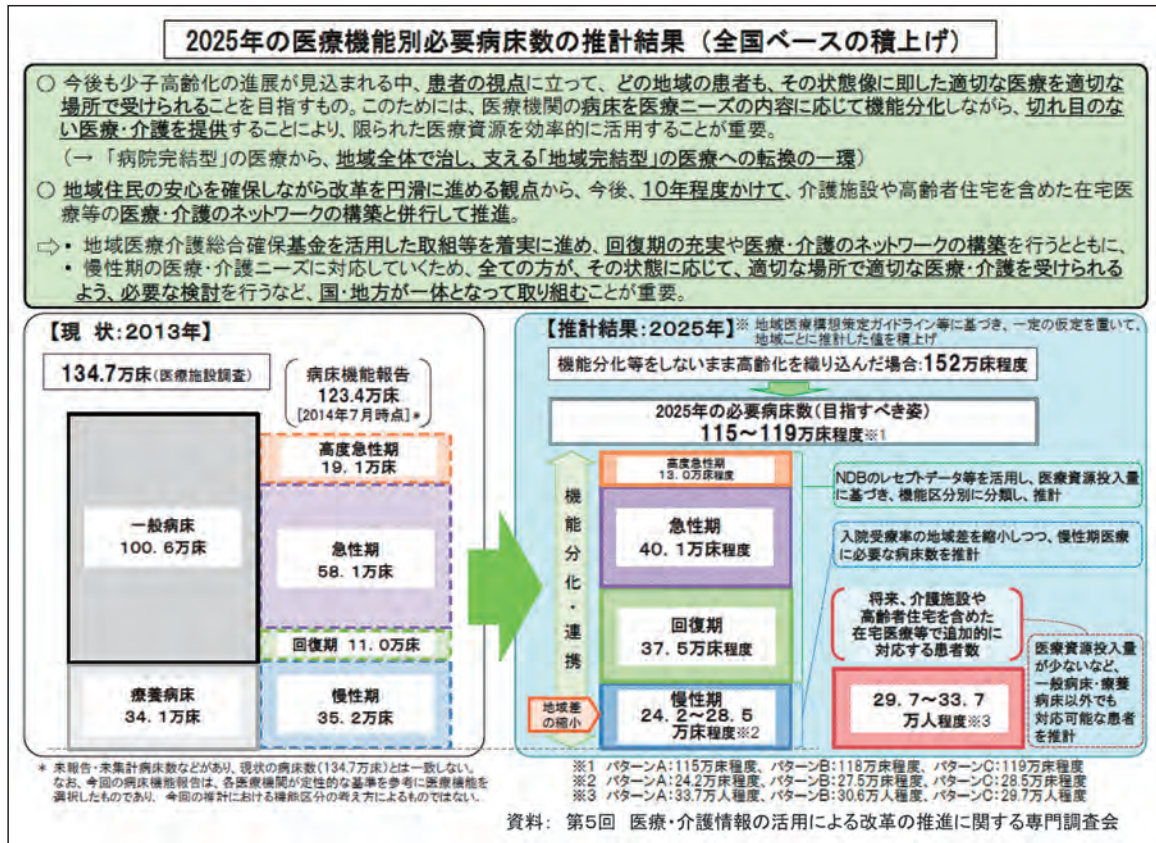 2025年の医療機能別必要病床数の推計結果（全国ベースの積上げ）
○ 今後も少子高齢化の進展が見込まれる中、患者の視点に立って、どの地域の患者も、その状態像に即した適切な医療を適切な
場所で受けられることを目指すもの。このためには、医療機関の病床を医療ニーズの内容に応じて機能分化しながら、切れ目のな
い医療・介護を提供することにより、限られた医療資源を効率的に活用することが重要。
（→ 「病院完結型」の医療から、地域全体で治し、支える「地域完結型」の医療への転換の一環）
○ 地域住民の安心を確保しながら改革を円滑に進める観点から、今後、10年程度かけて、介護施設や高齢者住宅を含めた在宅医
療等の医療・介護のネットワークの構築と併行して推進。
⇨・ 地域医療介護総合確保基金を活用した取組等を着実に進め、回復期の充実や医療・介護のネットワークの構築を行うとともに、
・ 慢性期の医療・介護ニーズに対応していくため、全ての方が、その状態に応じて、適切な場所で適切な医療・介護を受けられる
よう、必要な検討を行うなど、国・地方が一体となって取り組むことが重要。
【現 状：2013年】
134.7万床（医療施設調査）
病床機能報告
123.4万床
［2014年7月時点］*
一般病床
100．6万床
療養病床
34．1万床
高度急性期
19．1万床
急性期
58．1万床
回復期 11．0万床
慢性期
35．2万床
* 未報告・未集計病床数などがあり、現状の病床数（134.7万床）とは一致しない。
なお、今回の病床機能報告は、各医療機関が定性的な基準を参考に医療機能を
選択したものであり、今回の推計における機能区分の考え方によるものではない。
【推計結果：2025年】※ 地域医療構想策定ガイドライン等に基づき、一定の仮定を置いて、
地域ごとに推計した値を積上げ
機能分化等をしないまま高齢化を織り込んだ場合：152万床程度
2025年の必要病床数（目指すべき姿）
115～119万床程度※1
機能分化・連携
地域差
の縮小
高度急性期
13．0万床程度
急性期
40．1万床程度
回復期
37．5万床程度
慢性期
24．2～28．5
万床程度※2
NDBのレセプトデータ等を活用し、医療資源投入量
に基づき、機能区分別に分類し、推計
入院受療率の地域差を縮小しつつ、慢性期医療
に必要な病床数を推計
将来、介護施設や
高齢者住宅を含めた
在宅医療等で追加的に
対応する患者数
29．7～33．7
万人程度※3
医療資源投入量
が少ないなど、
一般病床・療養
病床以外でも
対応可能な患者
を推計
※1 パターンA：115万床程度、パターンB：118万床程度、パターンC：119万床程度
※2 パターンA：24.2万床程度、パターンB：27.5万床程度、パターンC：28.5万床程度
※3 パターンA：33.7万人程度、パターンB：30.6万人程度、パターンC：29.7万人程度
資料： 第5回 医療・介護情報の活用による改革の推進に関する専門調査会